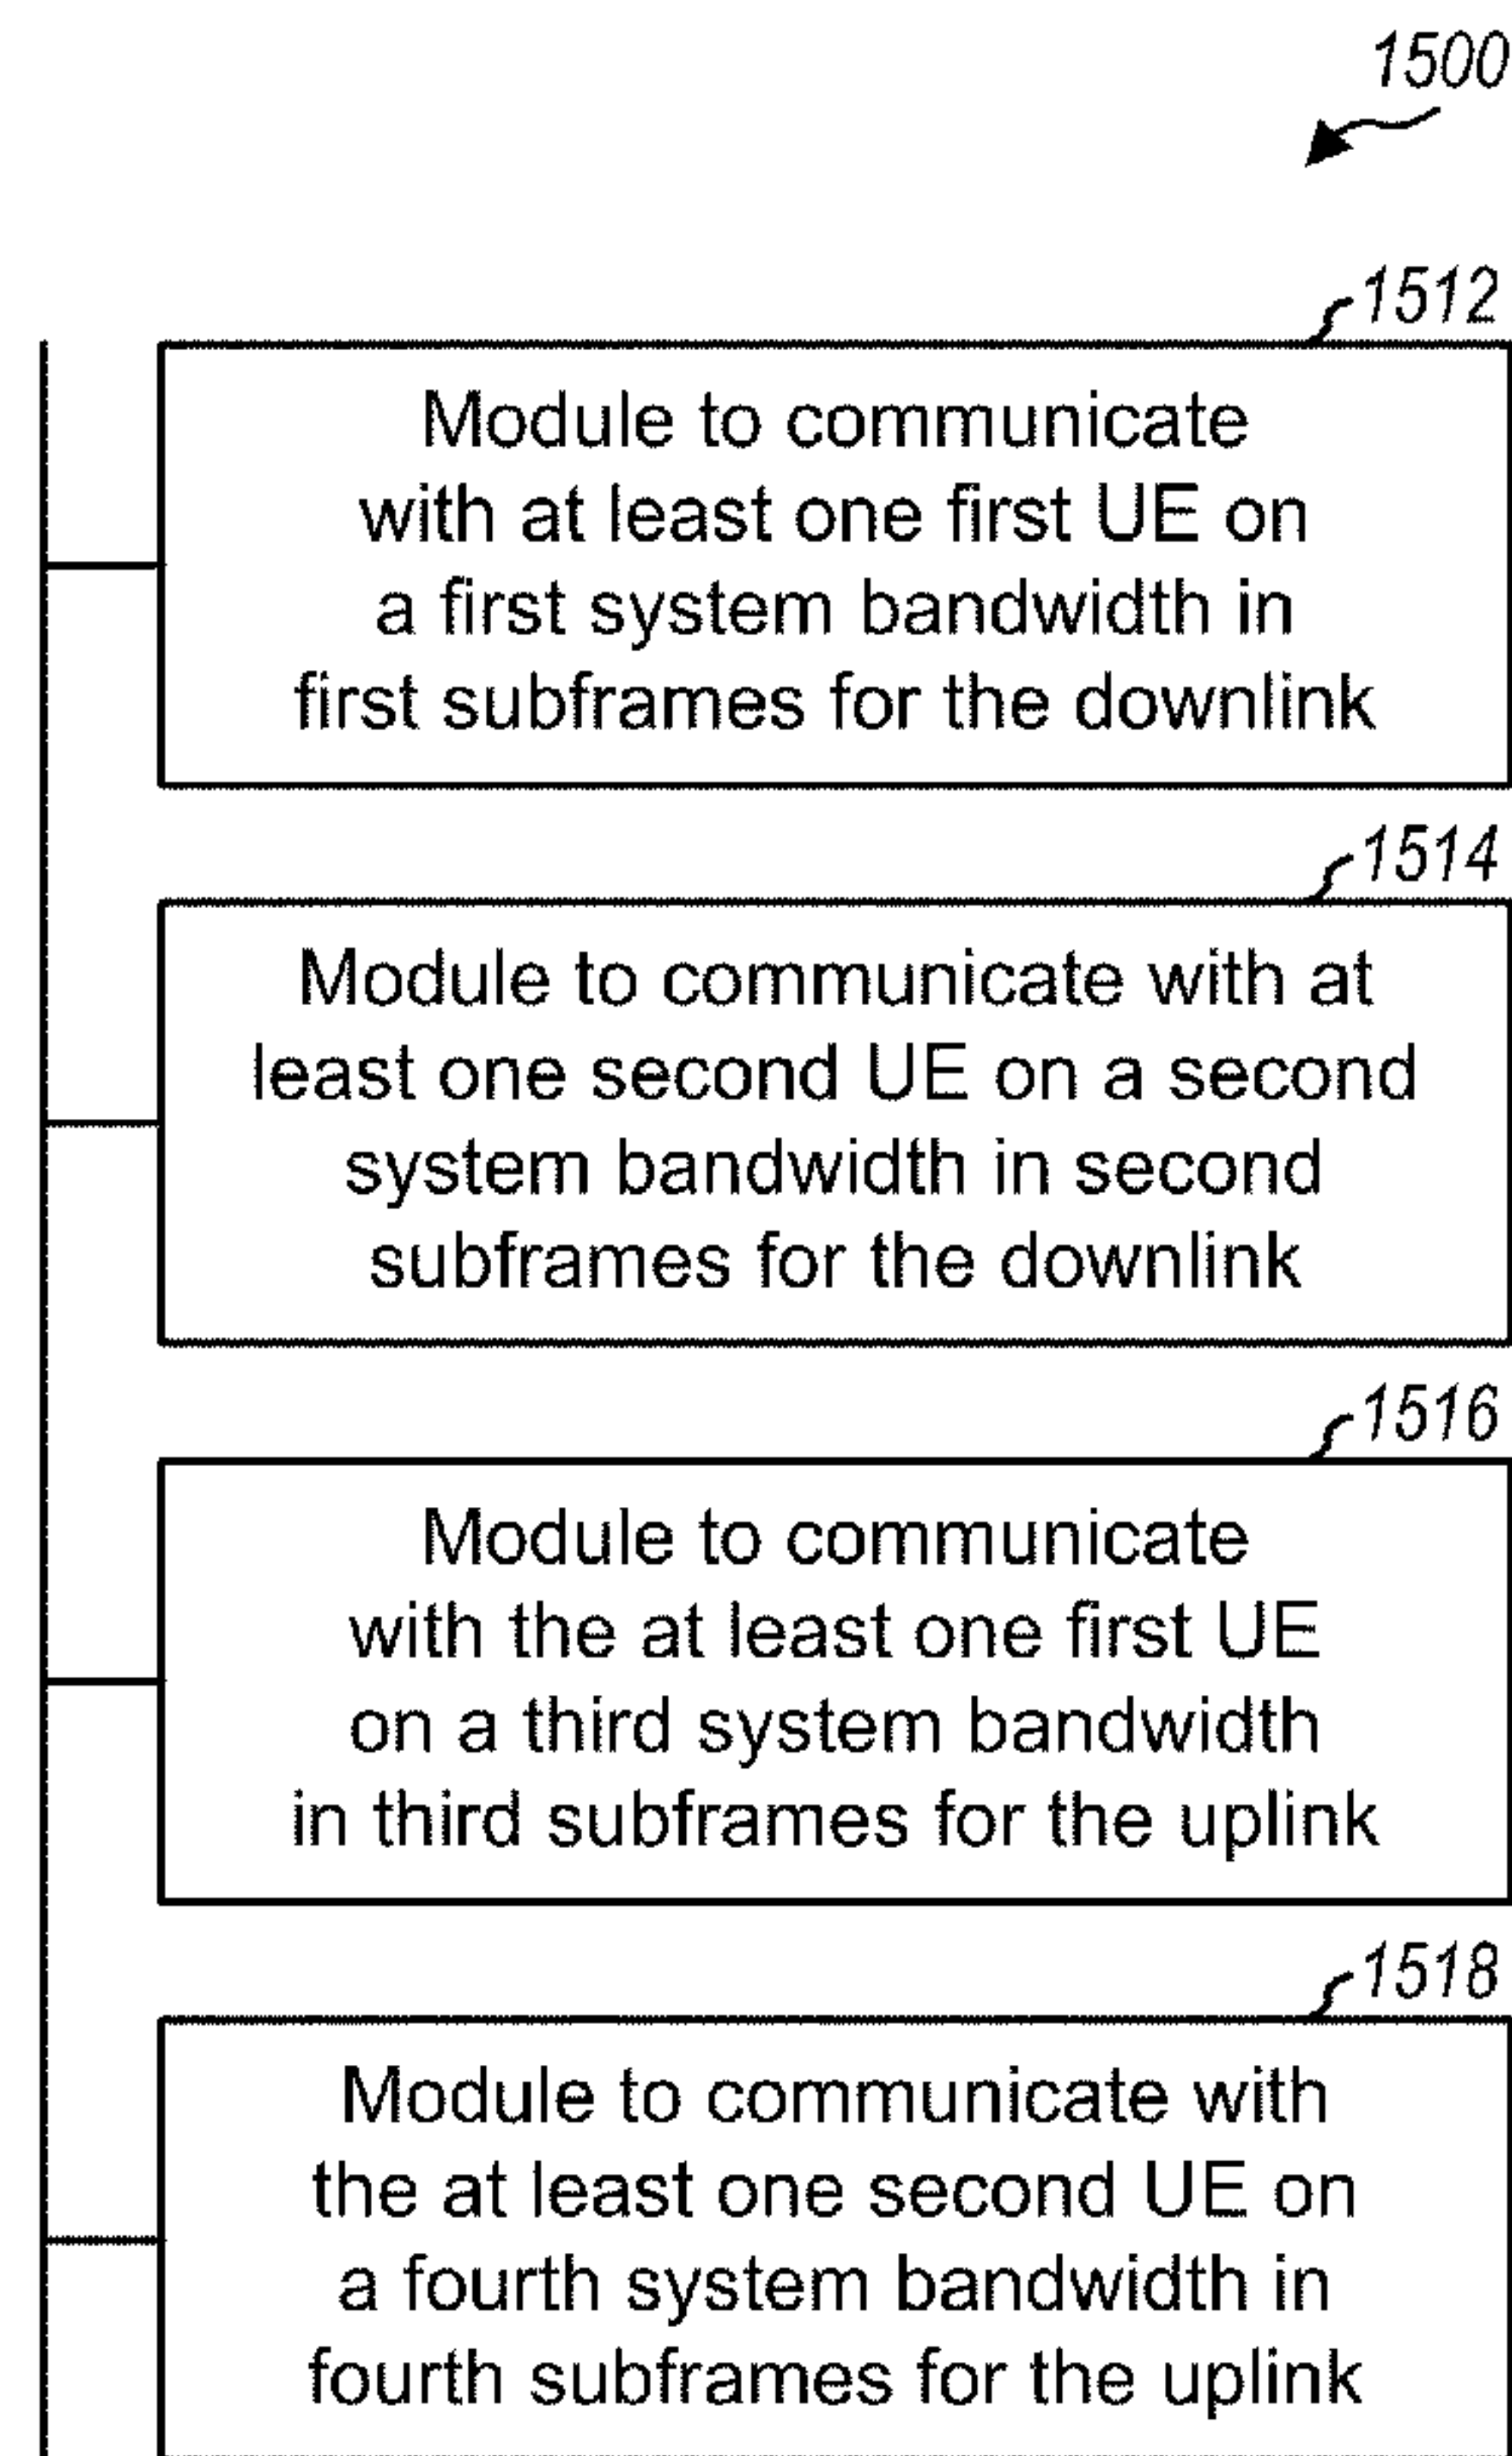 1500
1512
Module to communicate
with at least one first UE on
a first system bandwidth in
first subframes for the downlink
1514
Module to communicate with at
least one second UE on a second
system bandwidth in second
subframes for the downlink
1516
Module to communicate
with the at least one first UE
on a third system bandwidth
in third subframes for the uplink
1518
Module to communicate with
the at least one second UE on
a fourth system bandwidth in
fourth subframes for the uplink